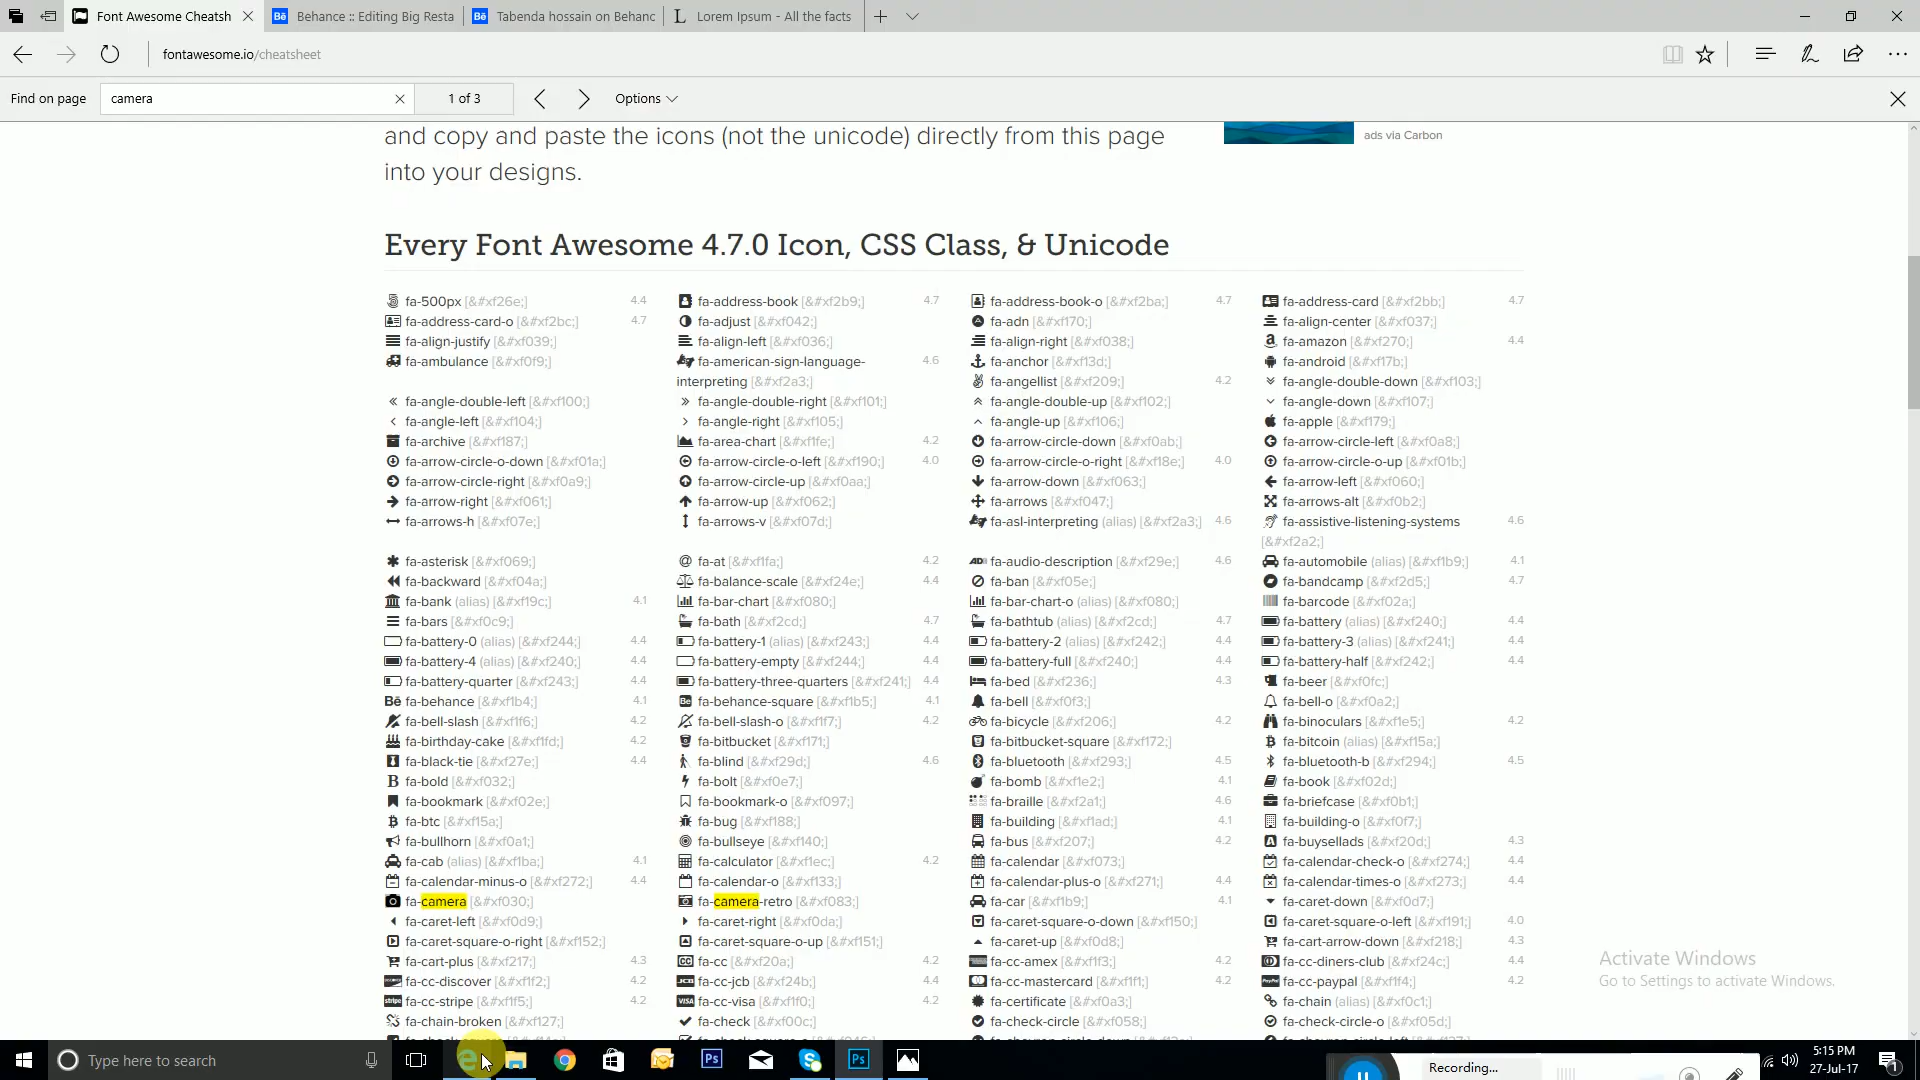 Font Awesome Cheatsh
Behance :: Editing Big Resta
Tabenda hossain on Behanc
Lorem Ipsum - All the facts
fontawesome.io/cheatsheet
Find on page
camera
1 of 3
Options
and copy and paste the icons (not the unicode) directly from this page
into your designs.
ads via Carbon
Every Font Awesome 4.7.0 Icon, CSS Class, & Unicode
fa-500px [&#xf26e;] 4.4 fa-address-book [&#xf2b9;] 4.7 fa-address-book-o [&#xf2ba;] 4.7 fa-address-card [&#xf2bb;] 4.7
fa-address-card-o [&#xf2bc;] 4.7 fa-adjust [&#xf042;] fa-adn [&#xf170;] fa-align-center [&#xf037;]
fa-align-justify [&#xf039;] fa-align-left [&#xf036;] fa-align-right [&#xf038;] fa-amazon [&#xf270;] 4.4
fa-ambulance [&#xf0f9;] fa-american-sign-language- 4.6 fa-anchor [&#xf13d;] fa-android [&#xf17b;]
interpreting [&#xf2a3;] fa-angellist [&#xf209;] 4.2 fa-angle-double-down [&#xf103;]
fa-angle-double-left [&#xf100;] fa-angle-double-right [&#xf101;] fa-angle-double-up [&#xf102;] fa-angle-down [&#xf107;]
fa-angle-left [&#xf104;] fa-angle-right [&#xf105;] fa-angle-up [&#xf106;] fa-apple [&#xf179;]
fa-archive [&#xf187;] fa-area-chart [&#xf1fe;] 4.2 fa-arrow-circle-down [&#xf0ab;] fa-arrow-circle-left [&#xf0a8;]
fa-arrow-circle-o-down [&#xf01a;] fa-arrow-circle-o-left [&#xf190;] 4.0 fa-arrow-circle-o-right [&#xf18e;] 4.0 fa-arrow-circle-o-up [&#xf01b;]
fa-arrow-circle-right [&#xf0a9;] fa-arrow-circle-up [&#xf0aa;] fa-arrow-down [&#xf063;] fa-arrow-left [&#xf060;]
fa-arrow-right [&#xf061;] fa-arrow-up [&#xf062;] fa-arrows [&#xf047;] fa-arrows-alt [&#xf0b2;]
fa-arrows-h [&#xf07e;] fa-arrows-v [&#xf07d;] fa-asl-interpreting (alias) [&#xf2a3;] 4.6 fa-assistive-listening-systems 4.6
[&#xf2a2;]
fa-asterisk [&#xf069;] fa-at [&#xf1fa;] 4.2 fa-audio-description [&#xf29e;] 4.6 fa-automobile (alias) [&#xf1b9;] 4.1
fa-backward [&#xf04a;] fa-balance-scale [&#xf24e;] 4.4 fa-ban [&#xf05e;] fa-bandcamp [&#xf2d5;] 4.7
fa-bank (alias) [&#xf19c;] 4.1 fa-bar-chart [&#xf080;] fa-bar-chart-o (alias) [&#xf080;] fa-barcode [&#xf02a;]
fa-bars [&#xf0c9;] fa-bath [&#xf2cd;] 4.7 fa-bathtub (alias) [&#xf2cd;] 4.7 fa-battery (alias) [&#xf240;] 4.4
fa-battery-0 (alias) [&#xf244;] 4.4 fa-battery-1 (alias) [&#xf243;] 4.4 fa-battery-2 (alias) [&#xf242;] 4.4 fa-battery-3 (alias) [&#xf241;] 4.4
fa-battery-4 (alias) [&#xf240;] 4.4 fa-battery-empty [&#xf244;] 4.4 fa-battery-full [&#xf240;] 4.4 fa-battery-half [&#xf242;] 4.4
fa-battery-quarter [&#xf243;] 4.4 fa-battery-three-quarters [&#xf241;] 4.4 fa-bed [&#xf236;] 4.3 fa-beer [&#xf0fc;]
fa-behance [&#xf1b4;] 4.1 fa-behance-square [&#xf1b5;] 4.1 fa-bell [&#xf0f3;] fa-bell-o [&#xf0a2;]
fa-bell-slash [&#xf1f6;] 4.2 fa-bell-slash-o [&#xf1f7;] 4.2 fa-bicycle [&#xf206;] 4.2 fa-binoculars [&#xf1e5;] 4.2
fa-birthday-cake [&#xf1fd;] 4.2 fa-bitbucket [&#xf171;] fa-bitbucket-square [&#xf172;] fa-bitcoin (alias) [&#xf15a;]
fa-black-tie [&#xf27e;] 4.4 fa-blind [&#xf29d;] 4.6 fa-bluetooth [&#xf293;] 4.5 fa-bluetooth-b [&#xf294;] 4.5
fa-bold [&#xf032;] fa-bolt [&#xf0e7;] fa-bomb [&#xf1e2;] 4.1 fa-book [&#xf02d;]
fa-bookmark [&#xf02e;] fa-bookmark-o [&#xf097;] fa-braille [&#xf2a1;] 4.6 fa-briefcase [&#xf0b1;]
fa-btc [&#xf15a;] fa-bug [&#xf188;] fa-building [&#xf1ad;] 4.1 fa-building-o [&#xf0f7;]
fa-bullhorn [&#xf0a1;] fa-bullseye [&#xf140;] fa-bus [&#xf207;] 4.2 fa-buysellads [&#xf20d;] 4.3
fa-cab (alias) [&#xf1ba;] 4.1 fa-calculator [&#xf1ec;] 4.2 fa-calendar [&#xf073;] fa-calendar-check-o [&#xf274;] 4.4
fa-calendar-minus-o [&#xf272;] 4.4 fa-calendar-o [&#xf133;] fa-calendar-plus-o [&#xf271;] 4.4 fa-calendar-times-o [&#xf273;] 4.4
fa-camera [&#xf030;] fa-camera-retro [&#xf083;] fa-car [&#xf1b9;] 4.1 fa-caret-down [&#xf0d7;]
fa-caret-left [&#xf0d9;] fa-caret-right [&#xf0da;] fa-caret-square-o-down [&#xf150;] fa-caret-square-o-left [&#xf191;] 4.0
fa-caret-square-o-right [&#xf152;] fa-caret-square-o-up [&#xf151;] fa-caret-up [&#xf0d8;] fa-cart-arrow-down [&#xf218;] 4.3
fa-cart-plus [&#xf217;] 4.3 fa-cc [&#xf20a;] 4.2 fa-cc-amex [&#xf1f3;] 4.2 fa-cc-diners-club [&#xf24c;] 4.4
fa-cc-discover [&#xf1f2;] 4.2 fa-cc-jcb [&#xf24b;] 4.4 fa-cc-mastercard [&#xf1f1;] 4.2 fa-cc-paypal [&#xf1f4;] 4.2
fa-cc-stripe [&#xf1f5;] 4.2 fa-cc-visa [&#xf1f0;] 4.2 fa-certificate [&#xf0a3;] fa-chain (alias) [&#xf0c1;]
fa-chain-broken [&#xf127;] fa-check [&#xf00c;] fa-check-circle [&#xf058;] fa-check-circle-o [&#xf05d;]
Activate Windows
Go to Settings to activate Windows.
Type here to search
Recording...
5:15 PM
27-Jul-17